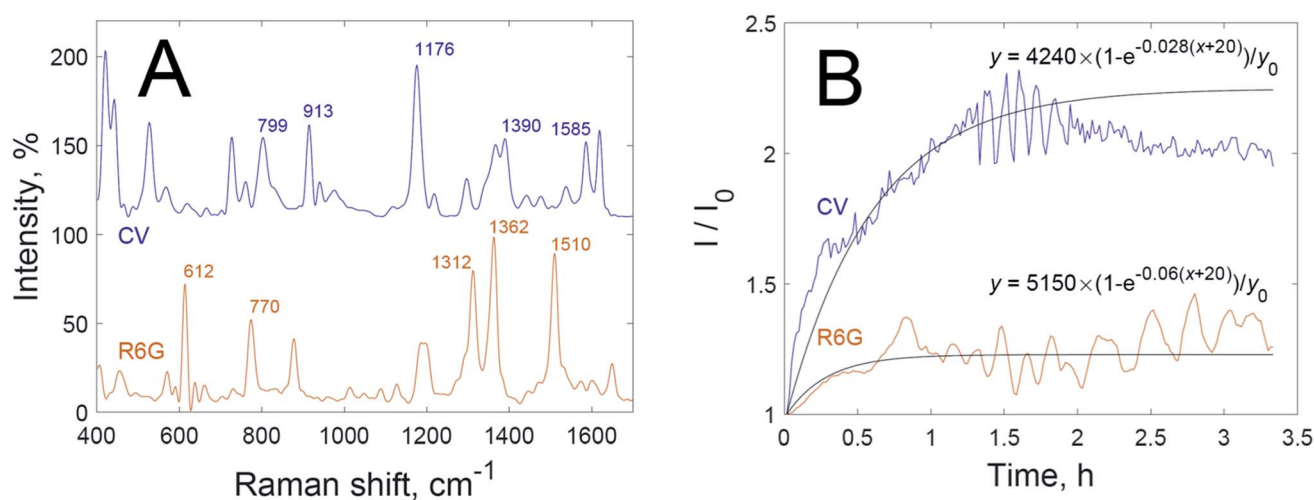 A
200
150
100
50
0
Intensity, %
1176
799
913
1390
1585
CV
1362
1312
1510
612
770
R6G
400
600
800
1000
1200
1400
1600
Raman shift, cm⁻¹
B
2.5
2
1.5
1
I / I₀
y = 4240×(1-e^-0.028(x+20))/y₀
CV
y = 5150×(1-e^-0.06(x+20))/y₀
R6G
0
0.5
1
1.5
2
2.5
3
3.5
Time, h